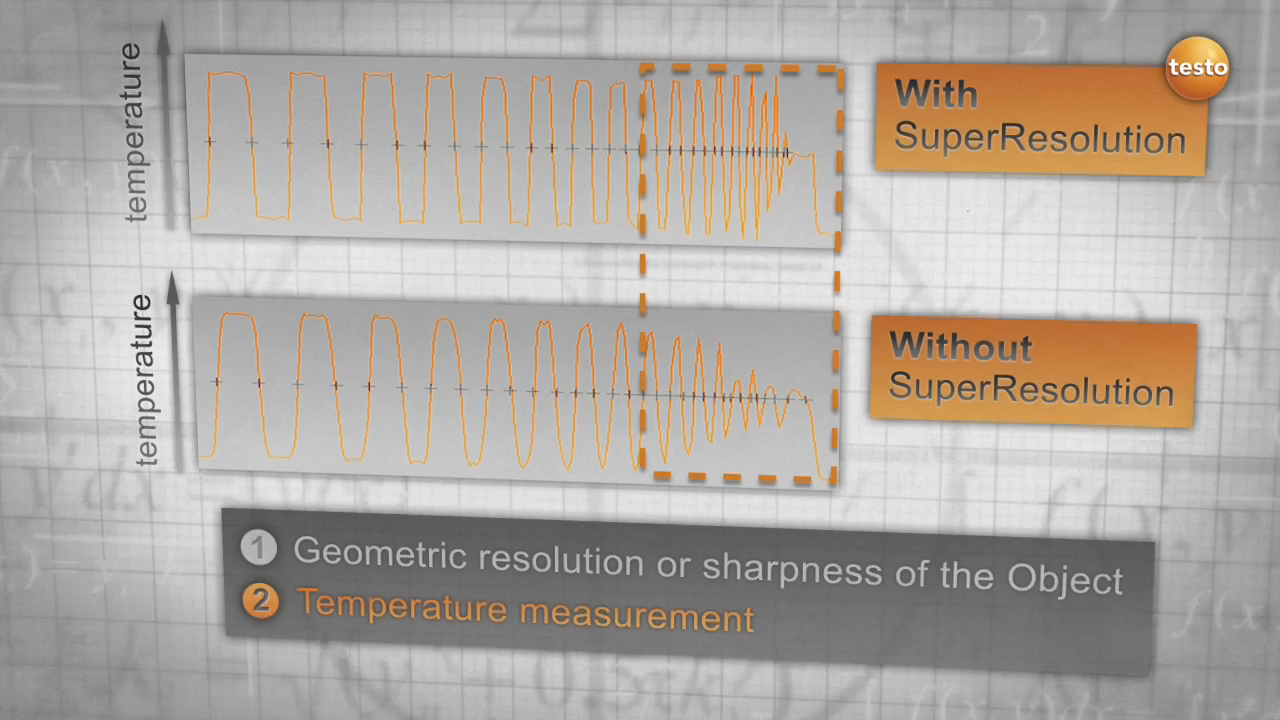 temperature
testo
With
SuperResolution
temperature
Without
SuperResolution
1 Geometric resolution or sharpness of the Object
2 Temperature measurement